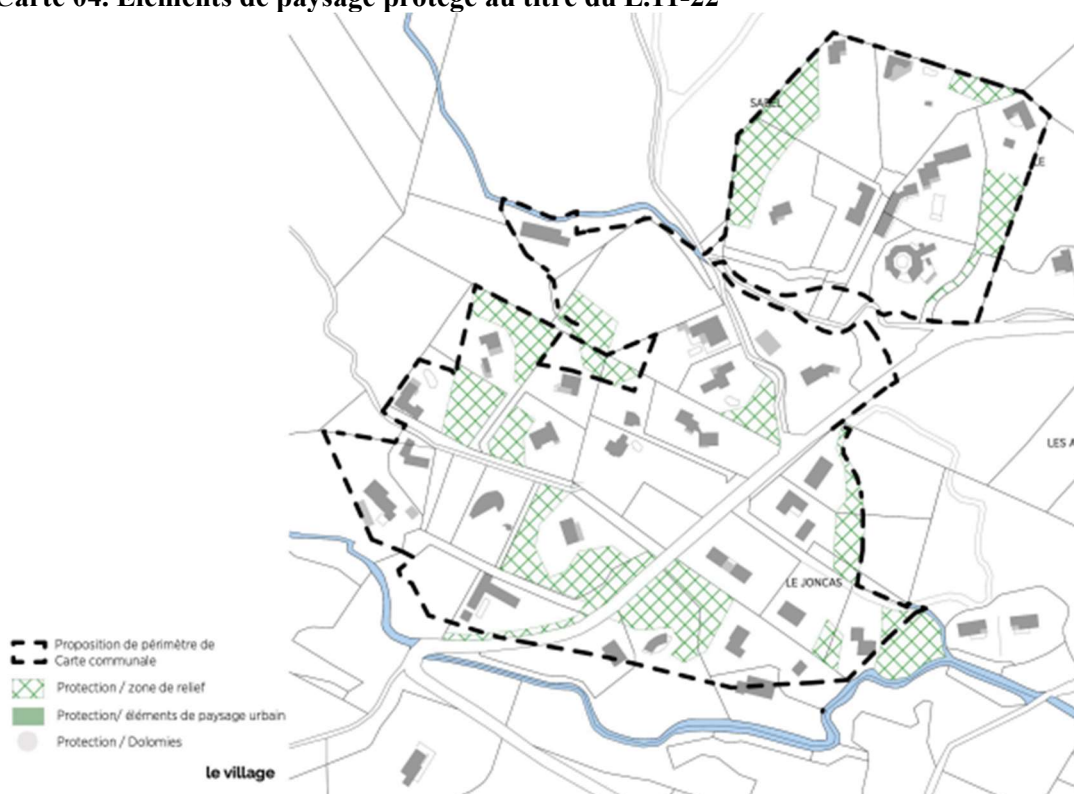 Carte 04: Eléments de paysage protégé au titre du L.11-22
LE JONCAS
LES A
Proposition de périmètre de
Carte communale
Protection / zone de relief
Protection/ éléments de paysage urbain
Protection / Dolomies
le village